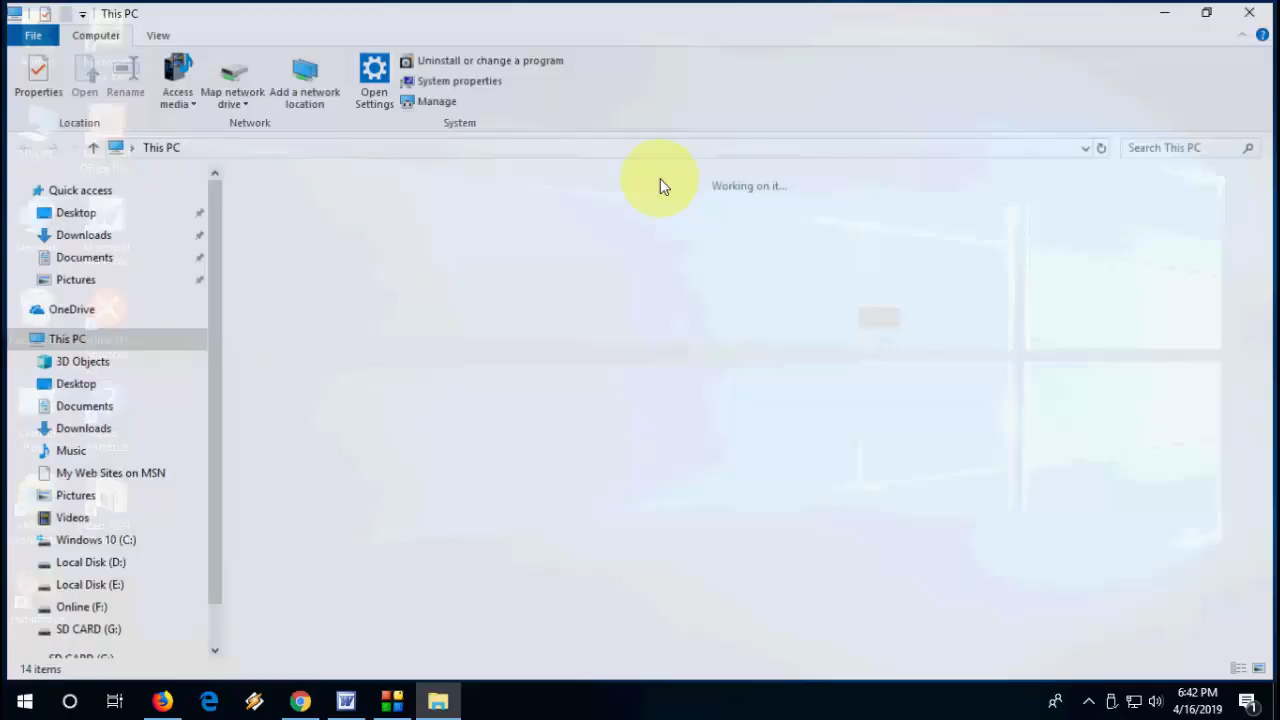 This PC
File
Computer
View
Properties
Open
Rename
Access media
Map network drive
Add a network location
Open Settings
Uninstall or change a program
System properties
Manage
Location
Network
System
This PC
Search This PC
Working on it...
Quick access
Desktop
Downloads
Documents
Pictures
OneDrive
This PC
3D Objects
Desktop
Documents
Downloads
Music
My Web Sites on MSN
Pictures
Videos
Windows 10 (C:)
Local Disk (D:)
Local Disk (E:)
Online (F:)
SD CARD (G:)
SD CARD (G:)
14 items
6:42 PM
4/16/2019
1